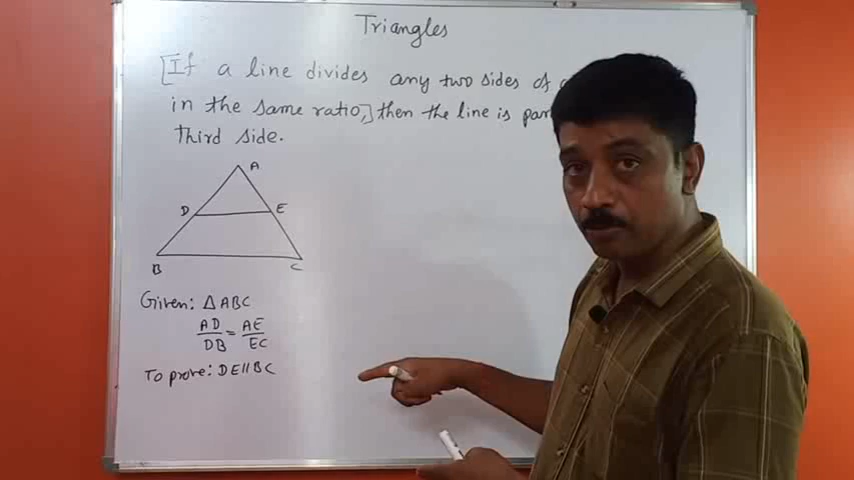 Triangles
[If a line divides any two sides of
in the same ratio,] then the line is
third side.
A
D E
B C
Given: △ABC
AD/DB = AE/EC
To prove: DE||BC